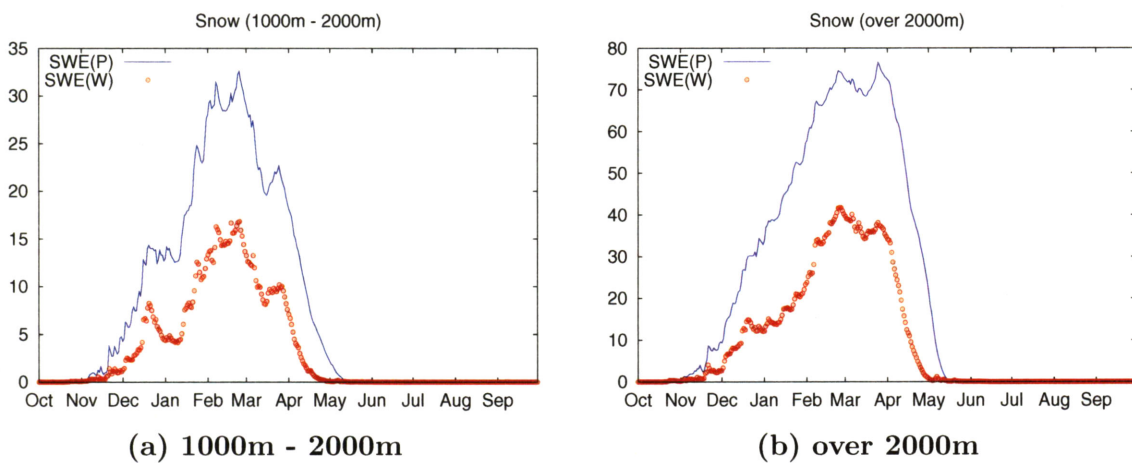 Snow (1000m - 2000m)
35
30
25
20
15
10
5
0
SWE(P)
SWE(W)
Oct Nov Dec Jan Feb Mar Apr May Jun Jul Aug Sep
(a) 1000m - 2000m
Snow (over 2000m)
80
70
60
50
40
30
20
10
0
SWE(P)
SWE(W)
Oct Nov Dec Jan Feb Mar Apr May Jun Jul Aug Sep
(b) over 2000m